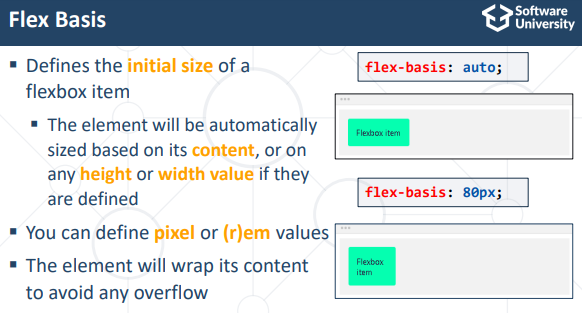 Flex Basis
Software
University
▪ Defines the initial size of a
flexbox item
▪ The element will be automatically
sized based on its content, or on
any height or width value if they
are defined
▪ You can define pixel or (r)em values
▪ The element will wrap its content
to avoid any overflow
flex-basis: auto;
Flexbox item
flex-basis: 80px;
Flexbox
item